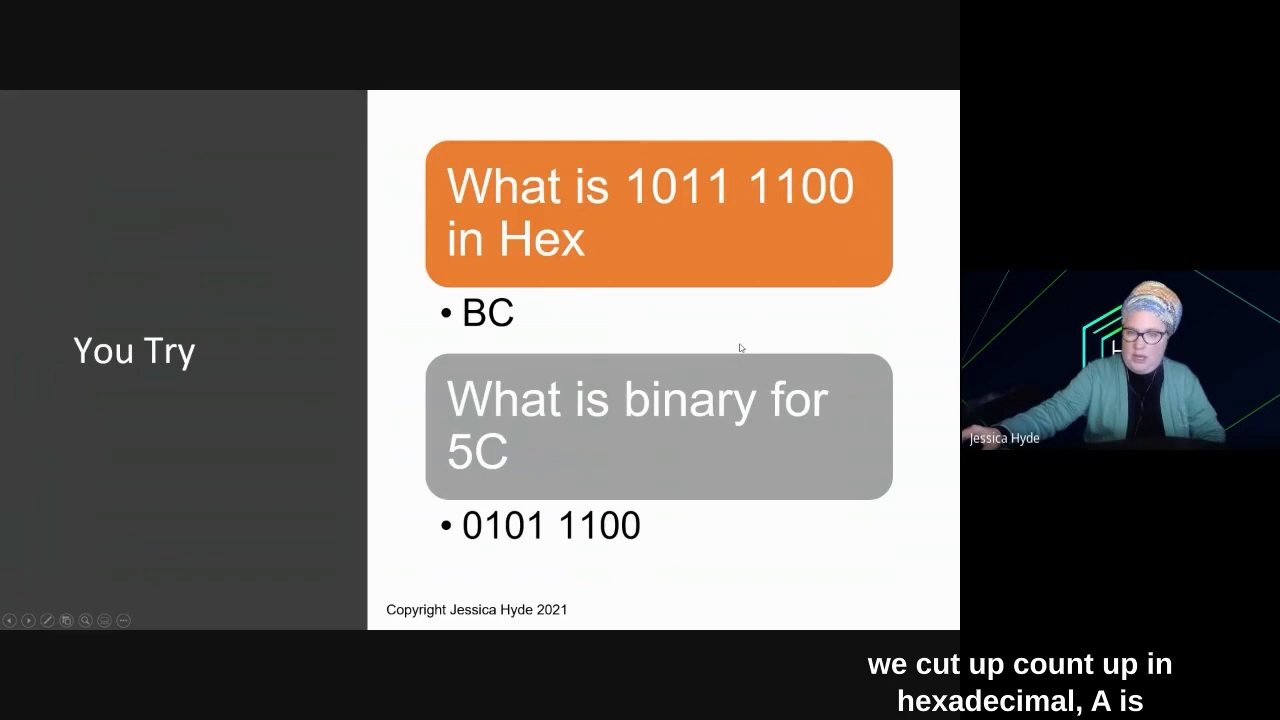 You Try
What is 1011 1100
in Hex
• BC
What is binary for
5C
• 0101 1100
Copyright Jessica Hyde 2021
H
Jessica Hyde
we cut up count up in
hexadecimal, A is